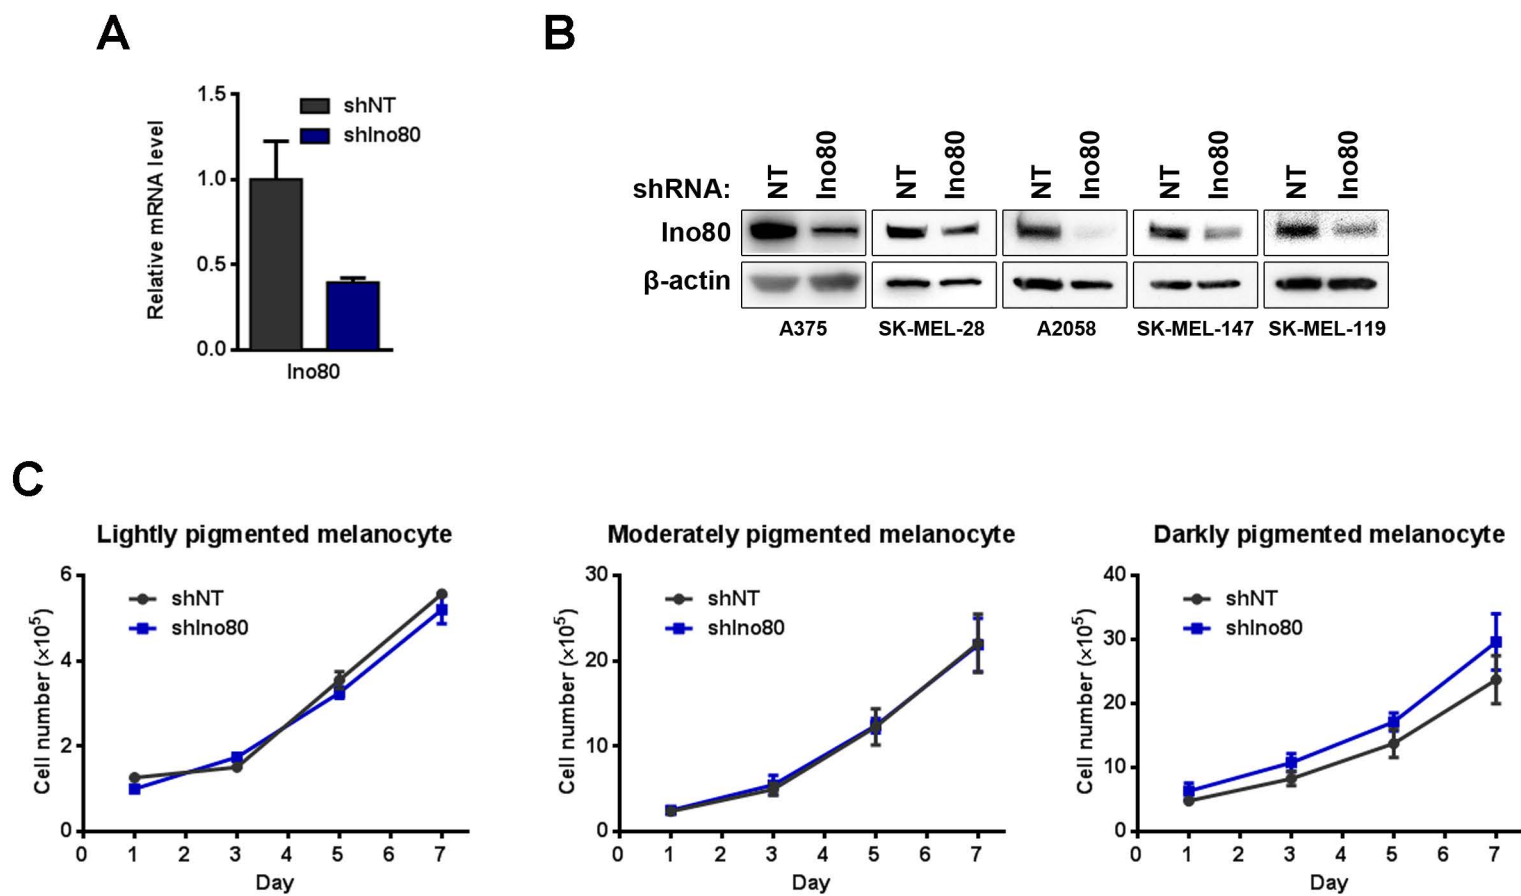 A
Relative mRNA level
1.5
1.0
0.5
0.0
shNT
shIno80
Ino80
B
shRNA: NT Ino80 NT Ino80 NT Ino80 NT Ino80 NT Ino80
Ino80
β-actin
A375 SK-MEL-28 A2058 SK-MEL-147 SK-MEL-119
C
Lightly pigmented melanocyte
Cell number (×10⁵)
6
4
2
0
shNT
shIno80
0 1 2 3 4 5 6 7
Day
Moderately pigmented melanocyte
Cell number (×10⁵)
30
20
10
0
shNT
shIno80
0 1 2 3 4 5 6 7
Day
Darkly pigmented melanocyte
Cell number (×10⁵)
40
30
20
10
0
shNT
shIno80
0 1 2 3 4 5 6 7
Day